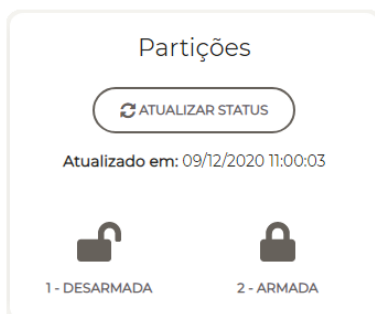 Partições
ATUALIZAR STATUS
Atualizado em: 09/12/2020 11:00:03
1 - DESARMADA
2 - ARMADA